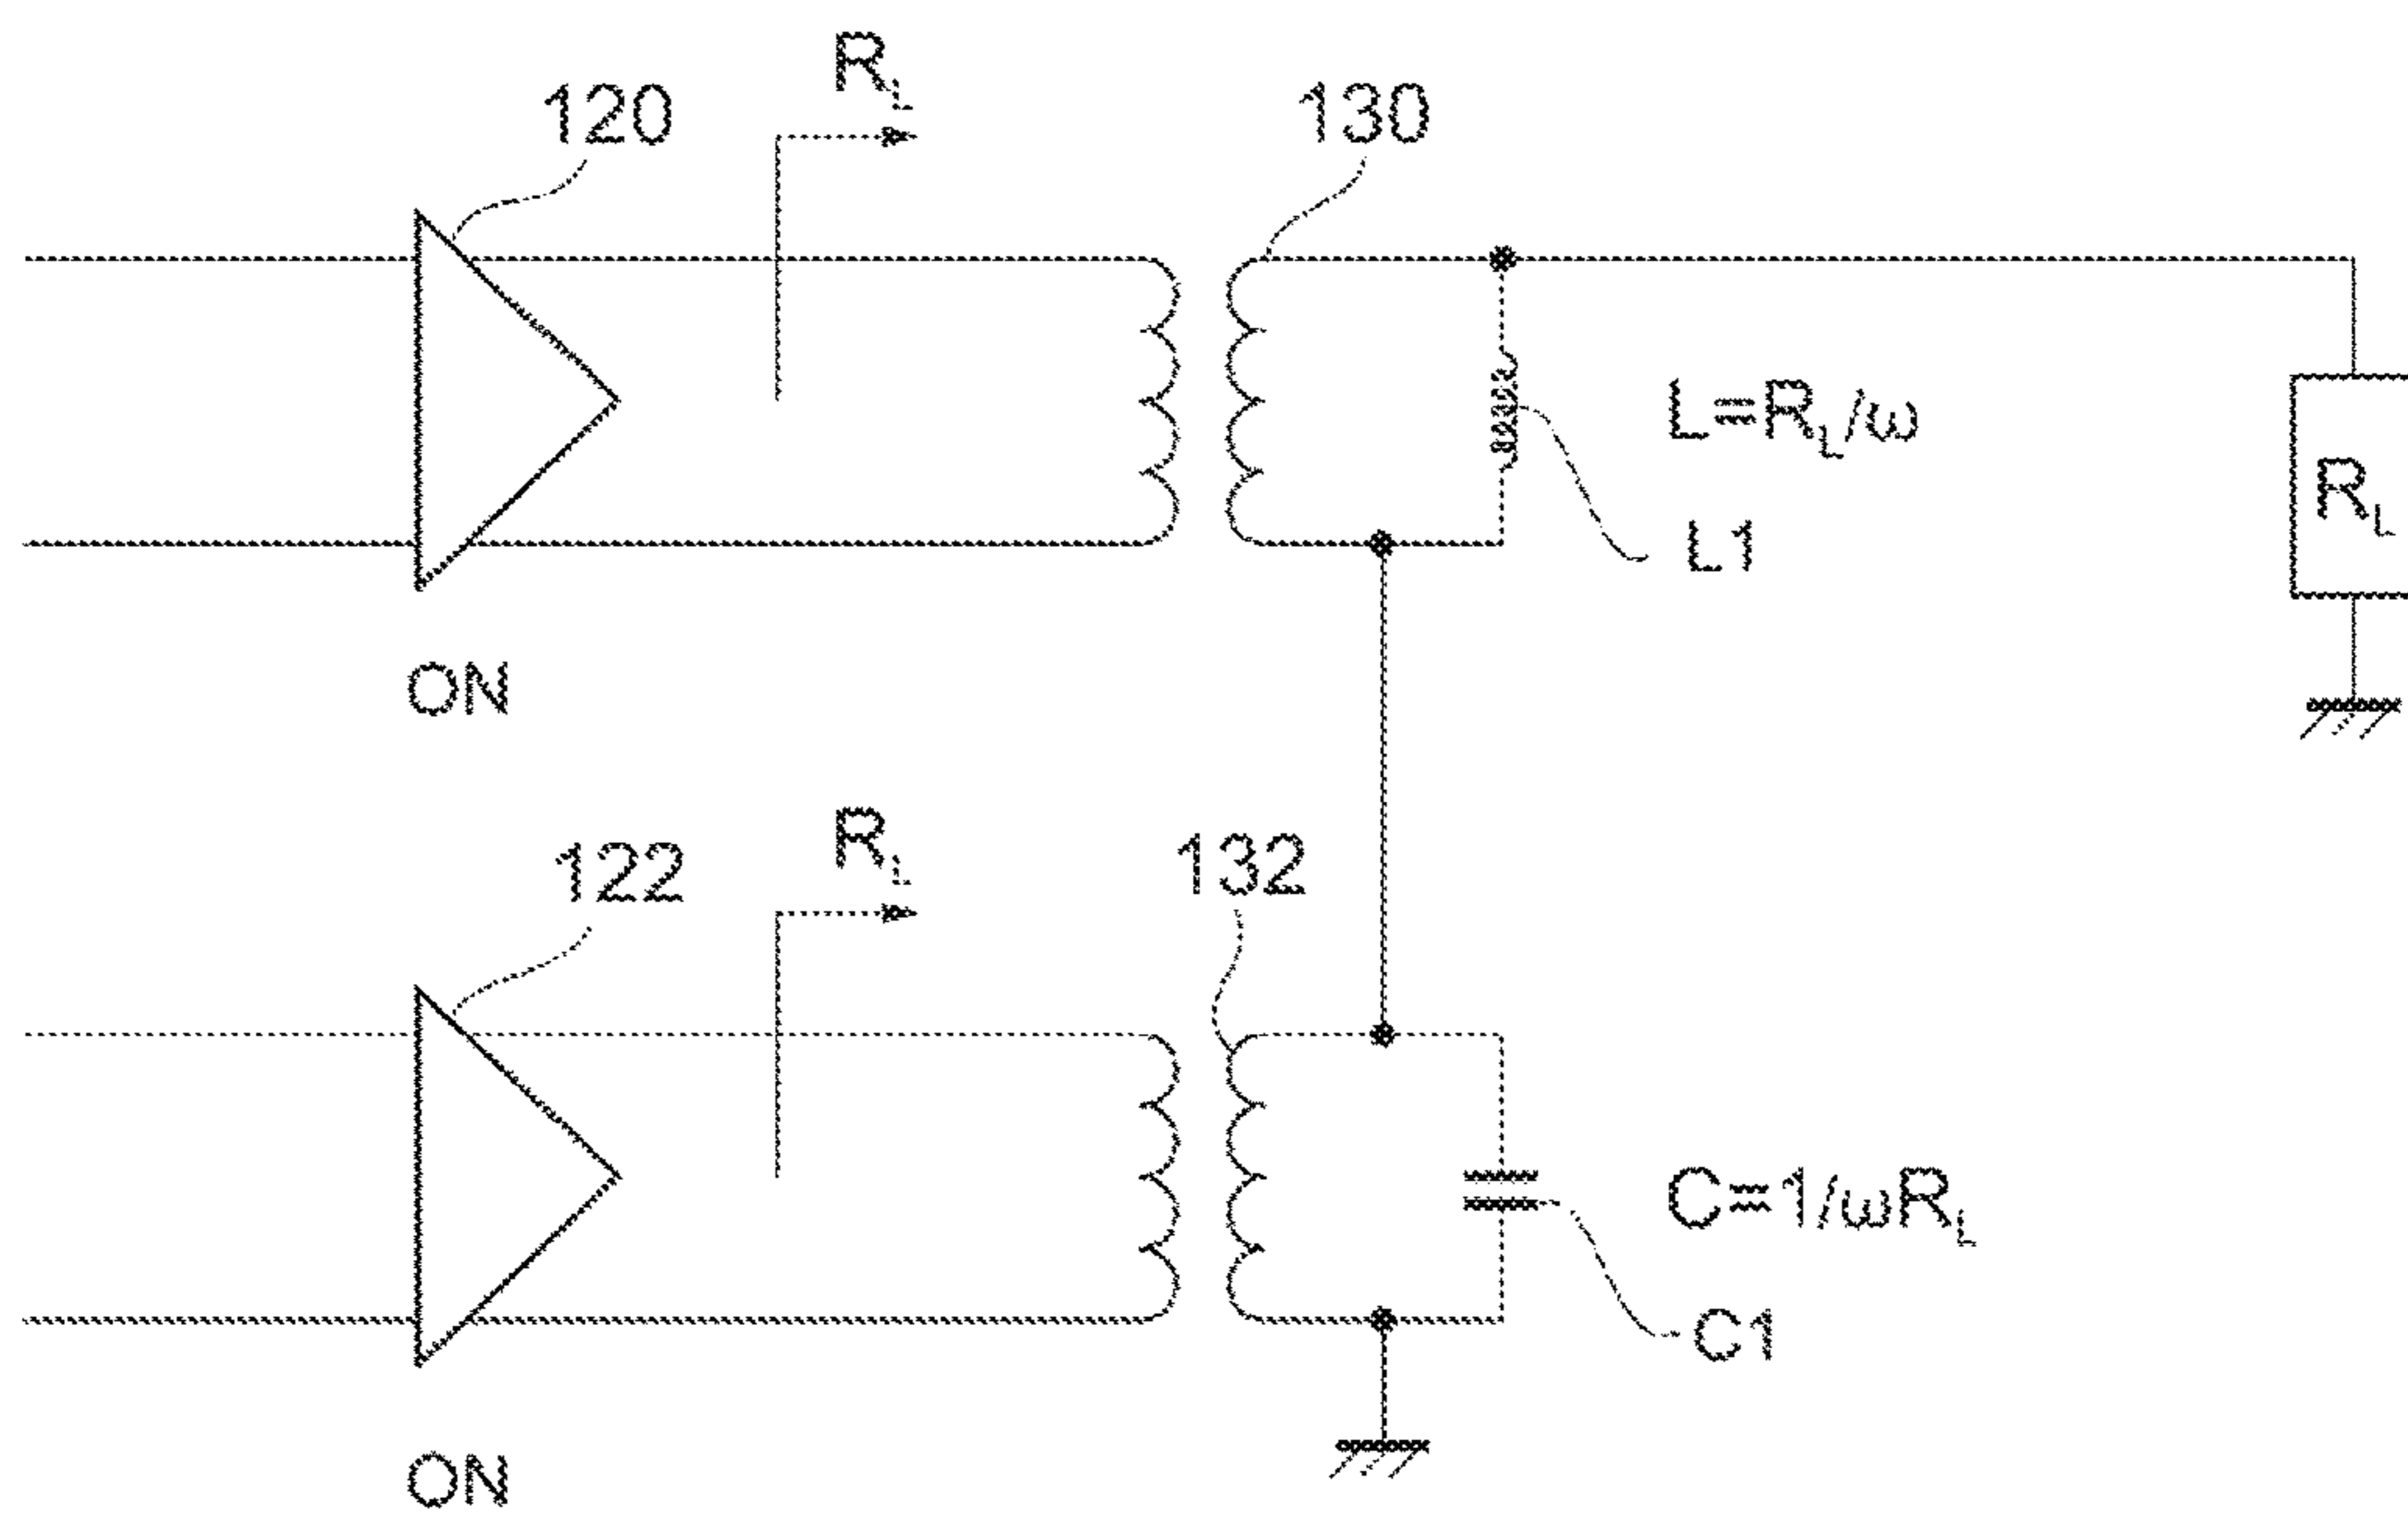 R_L
120
130
L=R_L/ω
R_L
L1
ON
R_L
122
132
C=1/ωR_L
C1
ON